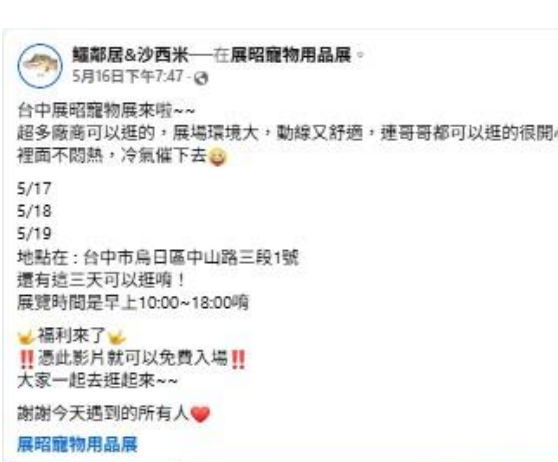 鱷鄰居&沙西米──在展昭寵物用品展。
5月16日下午7:47 ·
台中展昭寵物展來啦~~
超多廠商可以逛的，展場環境大，動線又舒適，連哥哥都可以逛的很開
裡面不悶熱，冷氣催下去😄
5/17
5/18
5/19
地點在 : 台中市烏日區中山路三段1號
還有這三天可以逛唷！
展覽時間是早上10:00~18:00唷
🤟福利來了🤟
‼️憑此影片就可以免費入場‼️
大家一起去逛起來~~
謝謝今天遇到的所有人❤️
展昭寵物用品展